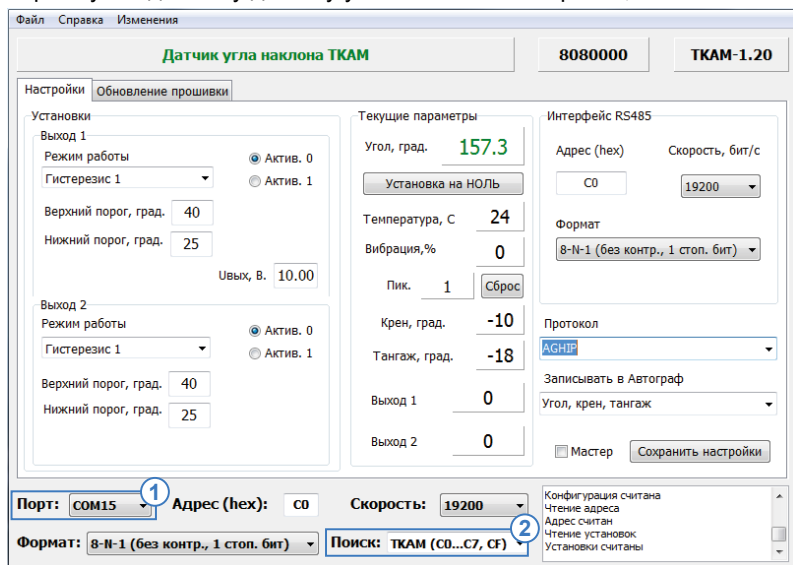 Файл Справка Изменения
Датчик угла наклона ТКАМ
8080000
TKAM-1.20
Настройки
Обновление прошивки
Установки
Выход 1
Режим работы
Гистерезис 1
Актив. 0
Актив. 1
Верхний порог, град. 40
Нижний порог, град. 25
Uвых, В. 10.00
Выход 2
Режим работы
Гистерезис 1
Актив. 0
Актив. 1
Верхний порог, град. 40
Нижний порог, град. 25
Текущие параметры
Угол, град. 157.3
Установка на НОЛЬ
Температура, С 24
Вибрация,% 0
Пик. 1 Сброс
Крен, град. -10
Тангаж, град. -18
Выход 1 0
Выход 2 0
Интерфейс RS485
Адрес (hex) Скорость, бит/с
C0 19200
Формат
8-N-1 (без контр., 1 стоп. бит)
Протокол
AGHIP
Записывать в Автограф
Угол, крен, тангаж
Мастер Сохранить настройки
Порт: COM15 1 Адрес (hex): C0 Скорость: 19200
Формат: 8-N-1 (без контр., 1 стоп. бит) Поиск: TKAM (C0...C7, CF) 2
Конфигурация считана
Чтение адреса
Адрес считан
Чтение установок
Установки считаны